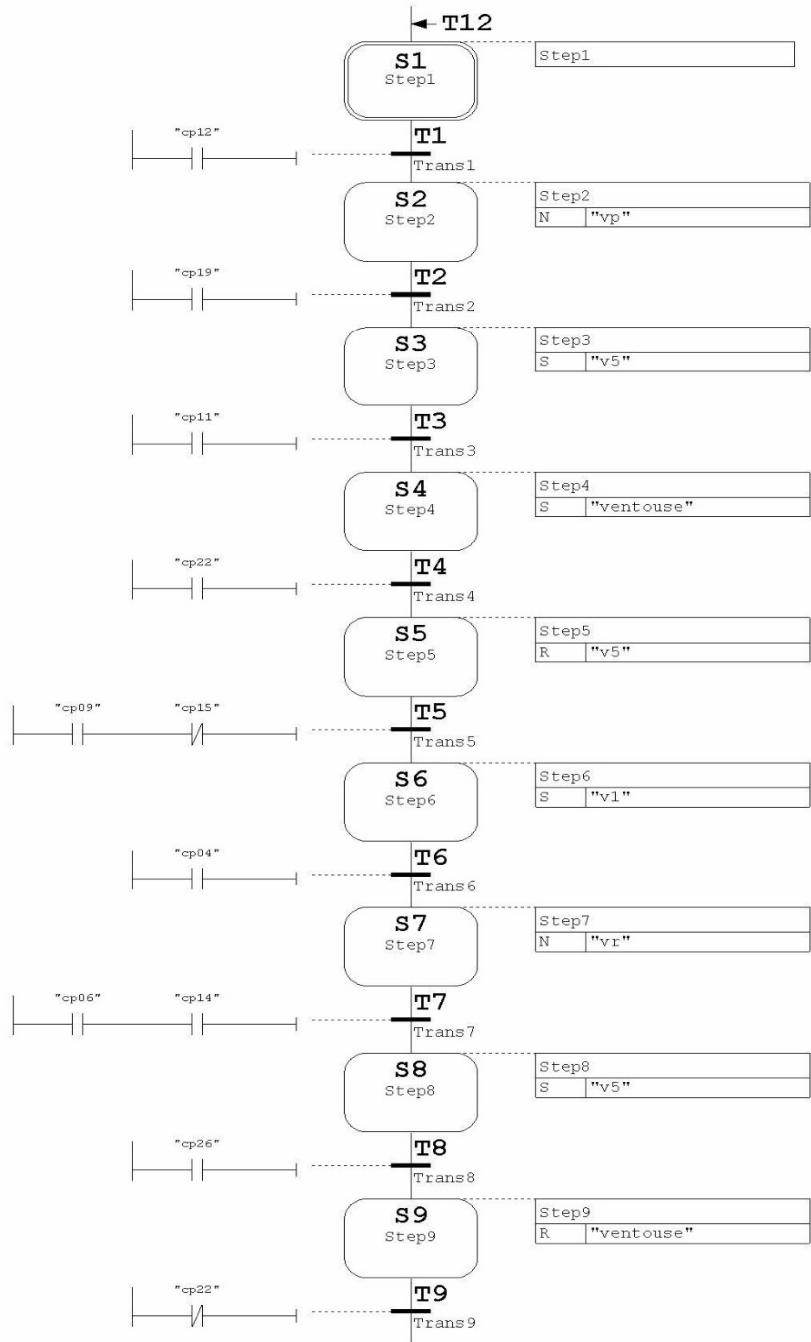 T12
S1
Step1
Step1
"cp12"
T1
Trans1
S2
Step2
Step2
N "vp"
"cp19"
T2
Trans2
S3
Step3
Step3
S "v5"
"cp11"
T3
Trans3
S4
Step4
Step4
S "ventouse"
"cp22"
T4
Trans4
S5
Step5
Step5
R "v5"
"cp09" "cp15"
T5
Trans5
S6
Step6
Step6
S "v1"
"cp04"
T6
Trans6
S7
Step7
Step7
N "vr"
"cp06" "cp14"
T7
Trans7
S8
Step8
Step8
S "v5"
"cp26"
T8
Trans8
S9
Step9
Step9
R "ventouse"
"cp22"
T9
Trans9